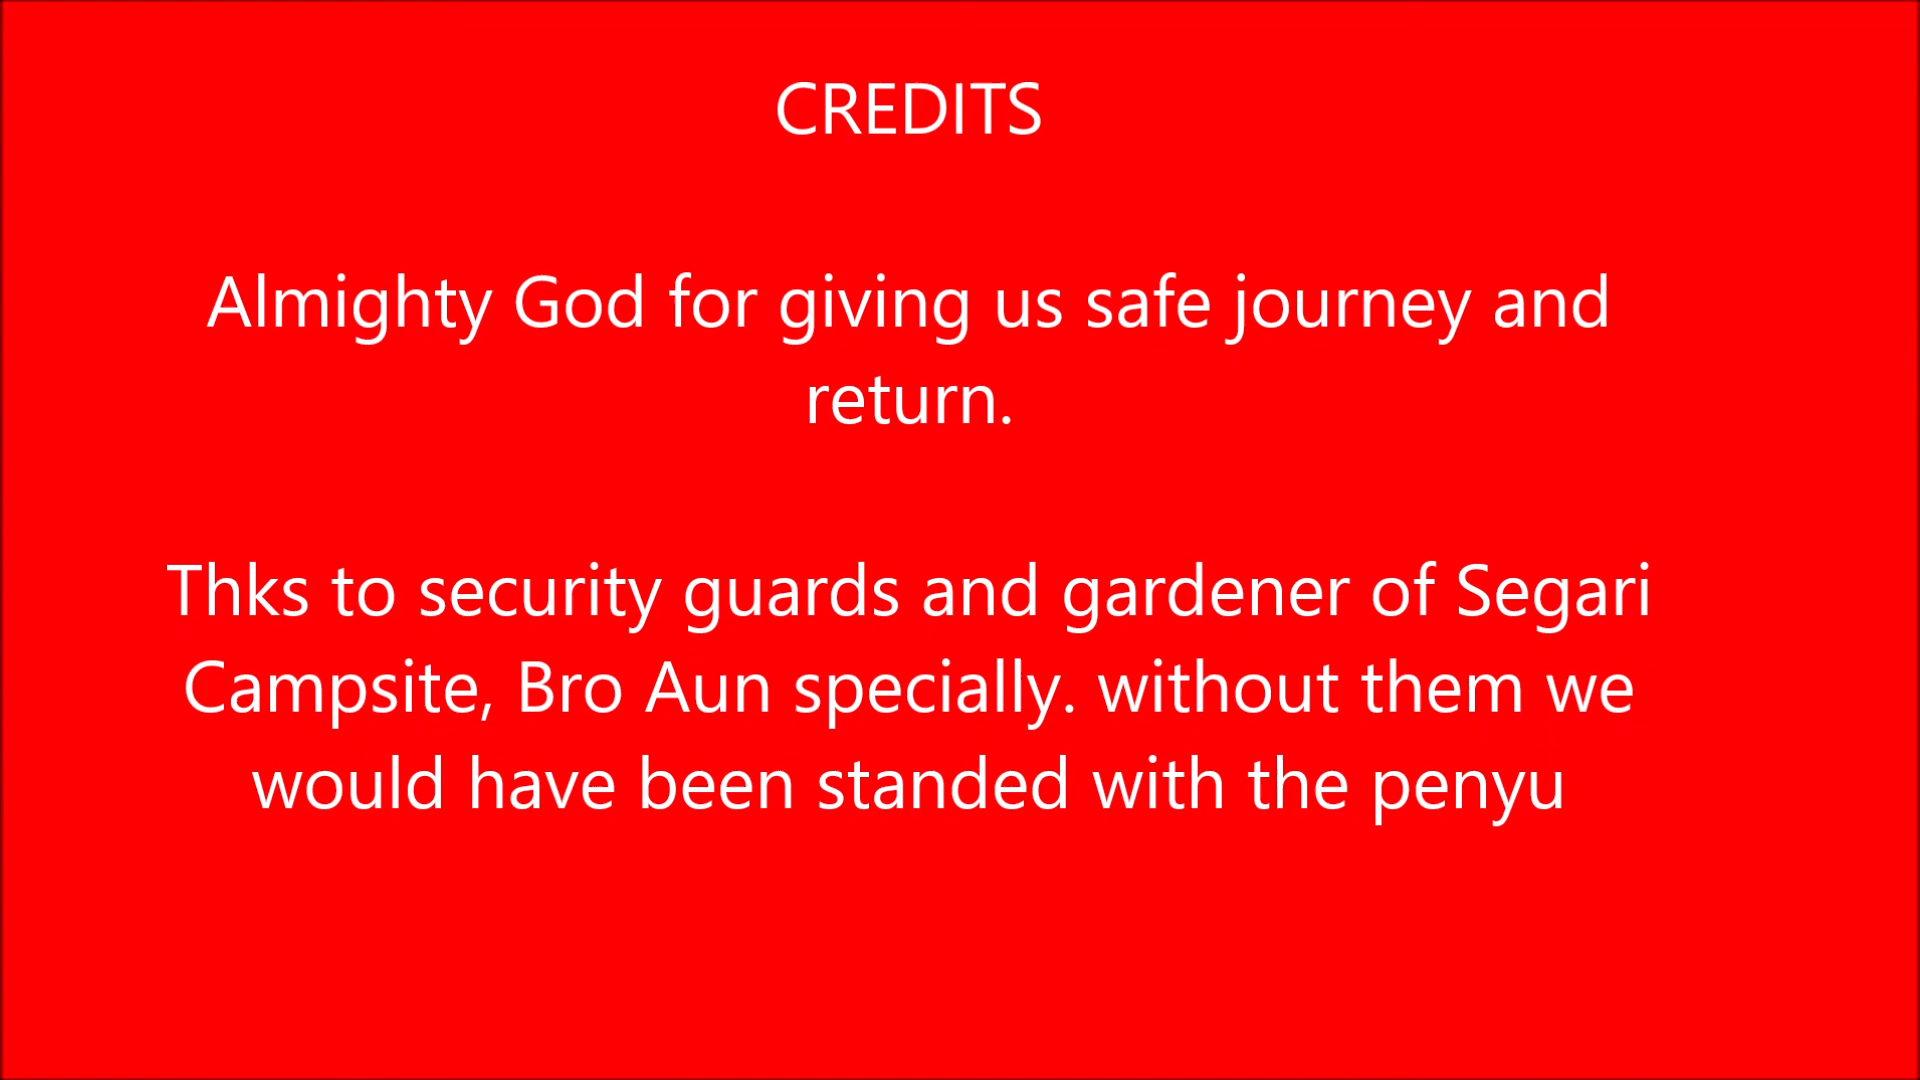 CREDITS
Almighty God for giving us safe journey and
return.
Thks to security guards and gardener of Segari
Campsite, Bro Aun specially. without them we
would have been standed with the penyu